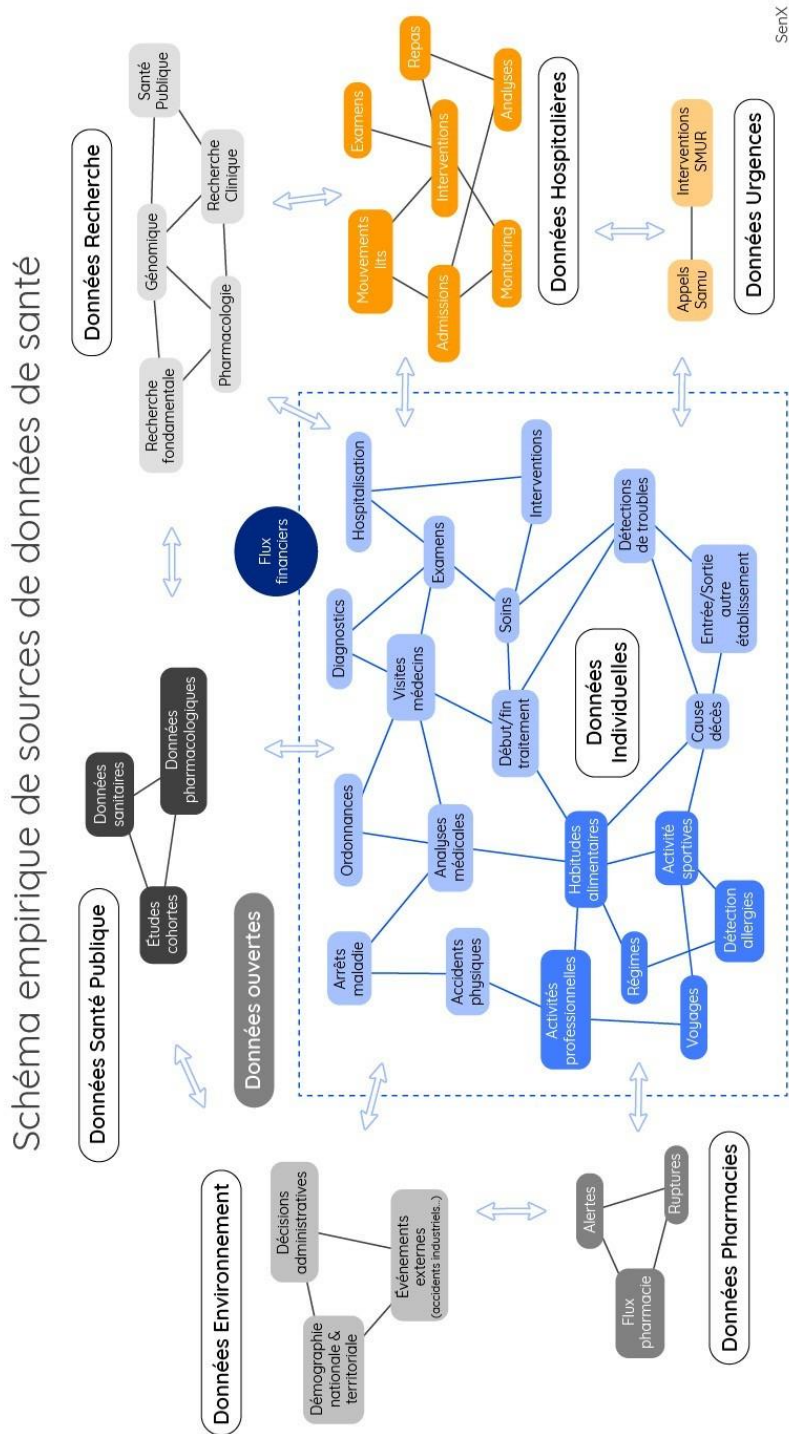 Schéma empirique de sources de données de santé
Données Santé Publique
Études
cohortes
Données
sanitaires
Données
pharmacologiques
Données Recherche
Recherche
fondamentale
Génomique
Santé
Publique
Pharmacologie
Recherche
Clinique
Données ouvertes
Flux
financiers
Données Environnement
Démographie
nationale &
territoriale
Décisions
administratives
Événements
externes
(accidents industriels..)
Arrêts
maladie
Ordonnances
Diagnostics
Hospitalisation
Accidents
physiques
Analyses
médicales
Visites
médecins
Examens
Activités
professionnelles
Habitudes
alimentaires
Début/fin
traitement
Soins
Interventions
Régimes
Données
Individuelles
Voyages
Détection
allergies
Activité
sportives
Cause
décès
Détections
de troubles
Entrée/Sortie
autre
établissement
Mouvements
lits
Examens
Repas
Admissions
Interventions
Monitoring
Analyses
Données Hospitalières
Flux
pharmacie
Alertes
Ruptures
Données Pharmacies
Appels
Samu
Interventions
SMUR
Données Urgences
SenX